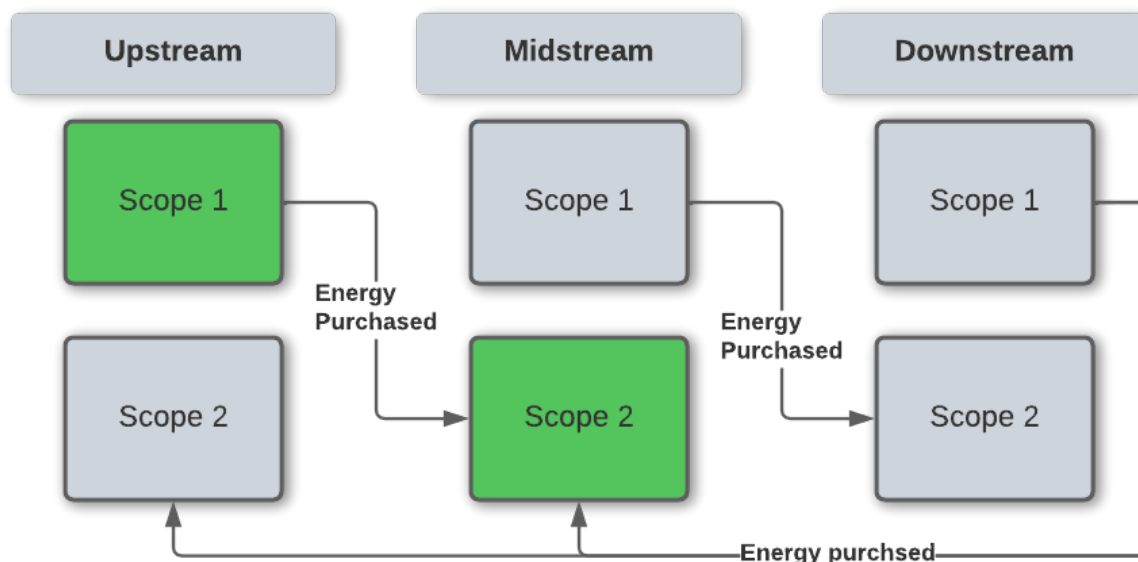 Upstream
Midstream
Downstream
Scope 1
Scope 1
Scope 1
Energy
Purchased
Energy
Purchased
Scope 2
Scope 2
Scope 2
Energy purchsed